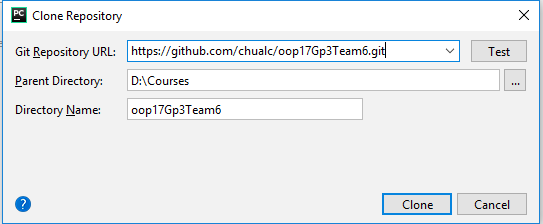 PC Clone Repository
Git Repository URL: https://github.com/chualc/oop17Gp3Team6.git Test
Parent Directory: D:\Courses ...
Directory Name: oop17Gp3Team6
? Clone Cancel